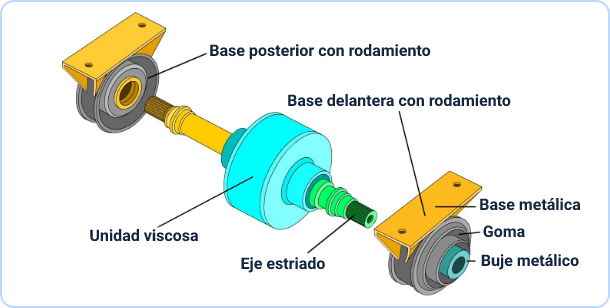 Base posterior con rodamiento
Base delantera con rodamiento
Base metálica
Goma
Unidad viscosa
Eje estriado
Buje metálico